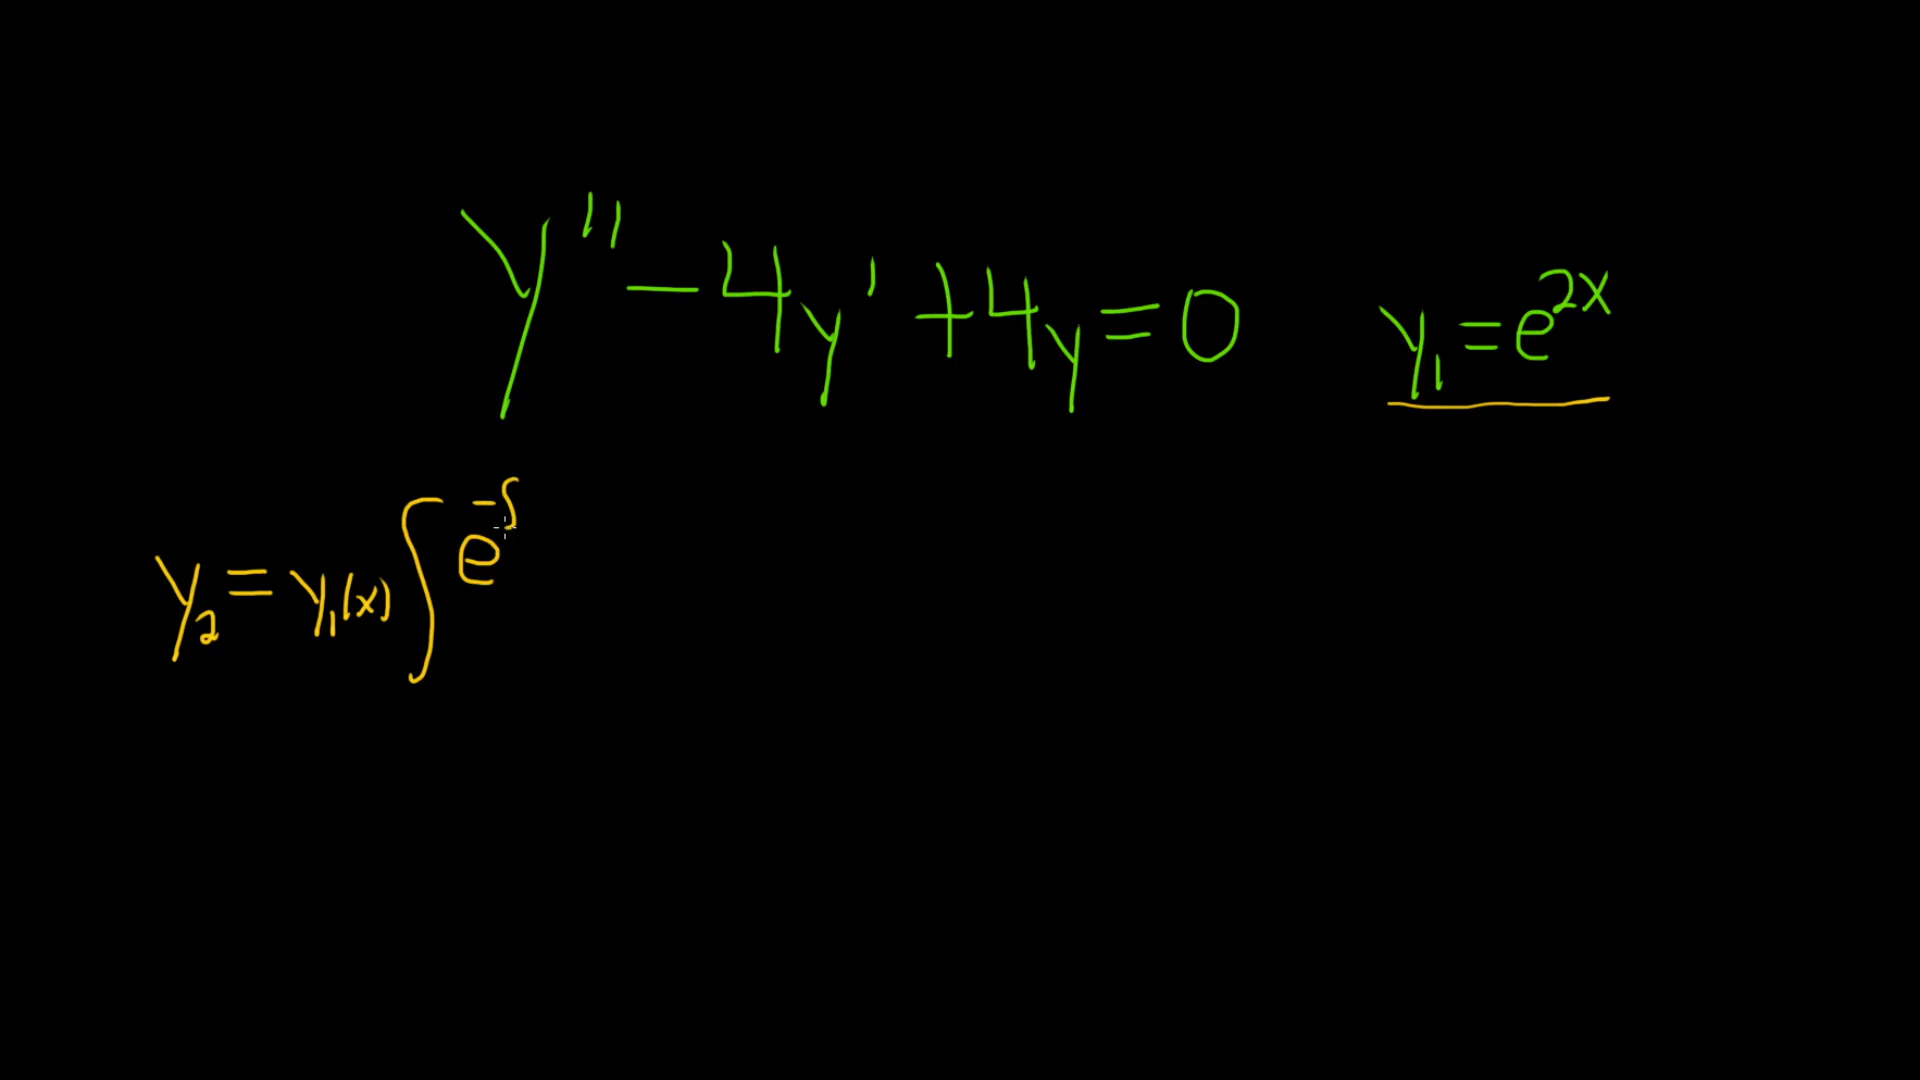 y'' - 4y' + 4y = 0 y₁ = e^{2x}
y₂ = y₁(x) ∫ e^{-∫}